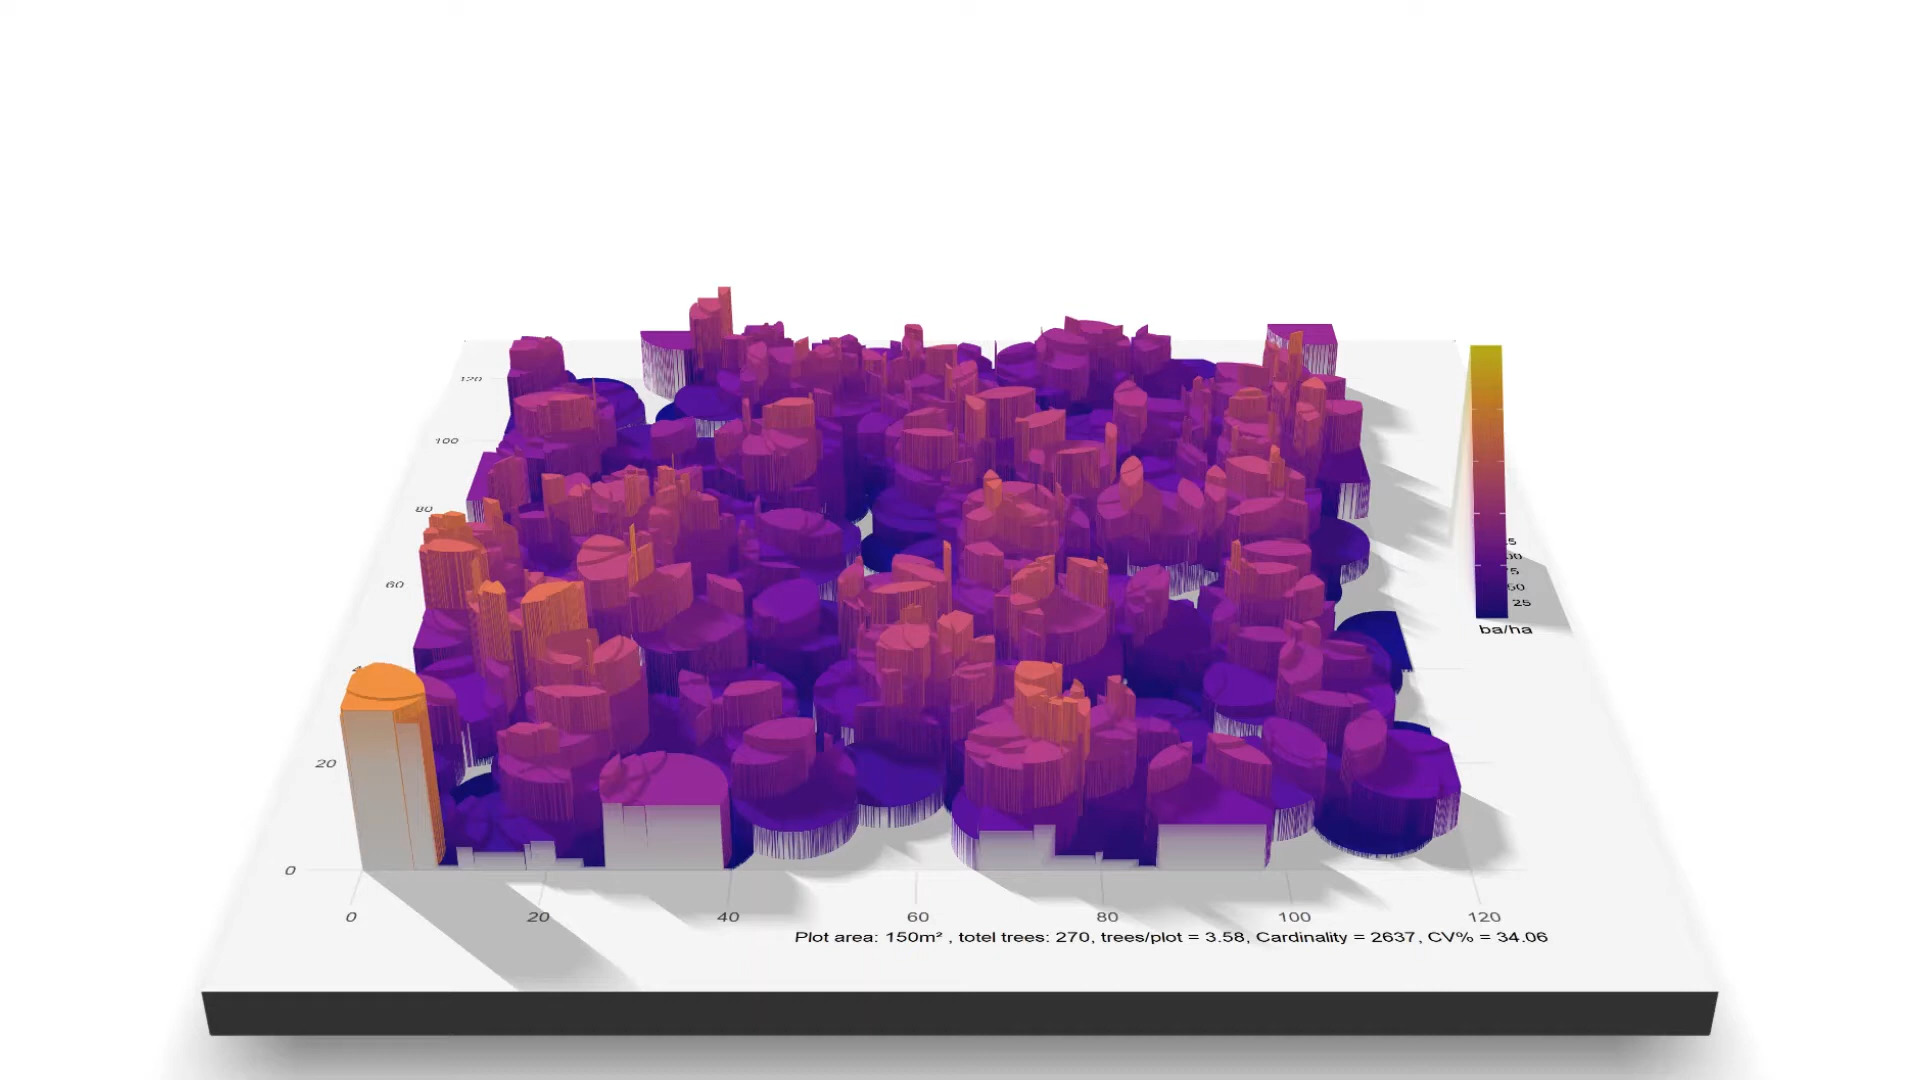 120
100
80
60
20
0
25
ba/ha
0 20 40 60 80 100 120
Plot area: 150m² , totel trees: 270, trees/plot = 3.58, Cardinality = 2637, CV% = 34.06